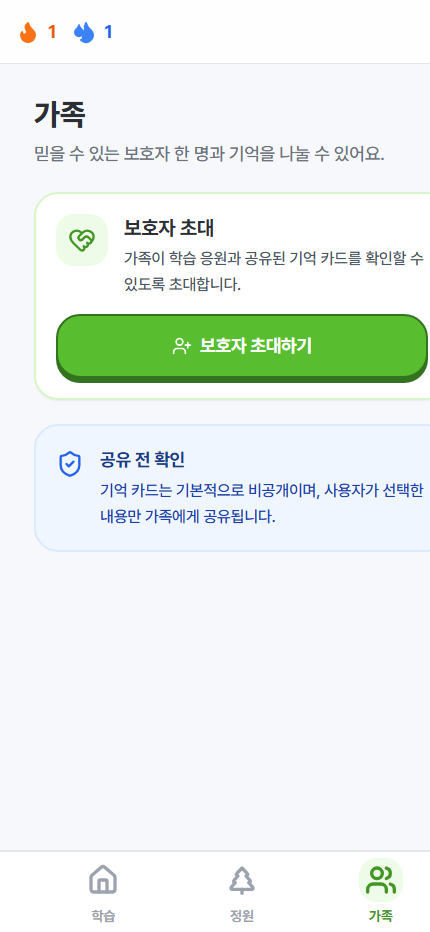 1 1
가족
믿을 수 있는 보호자 한 명과 기억을 나눌 수 있어요.
보호자 초대
가족이 학습 응원과 공유된 기억 카드를 확인할 수
있도록 초대합니다.
보호자 초대하기
공유 전 확인
기억 카드는 기본적으로 비공개이며, 사용자가 선택한
내용만 가족에게 공유됩니다.
학습 정원 가족